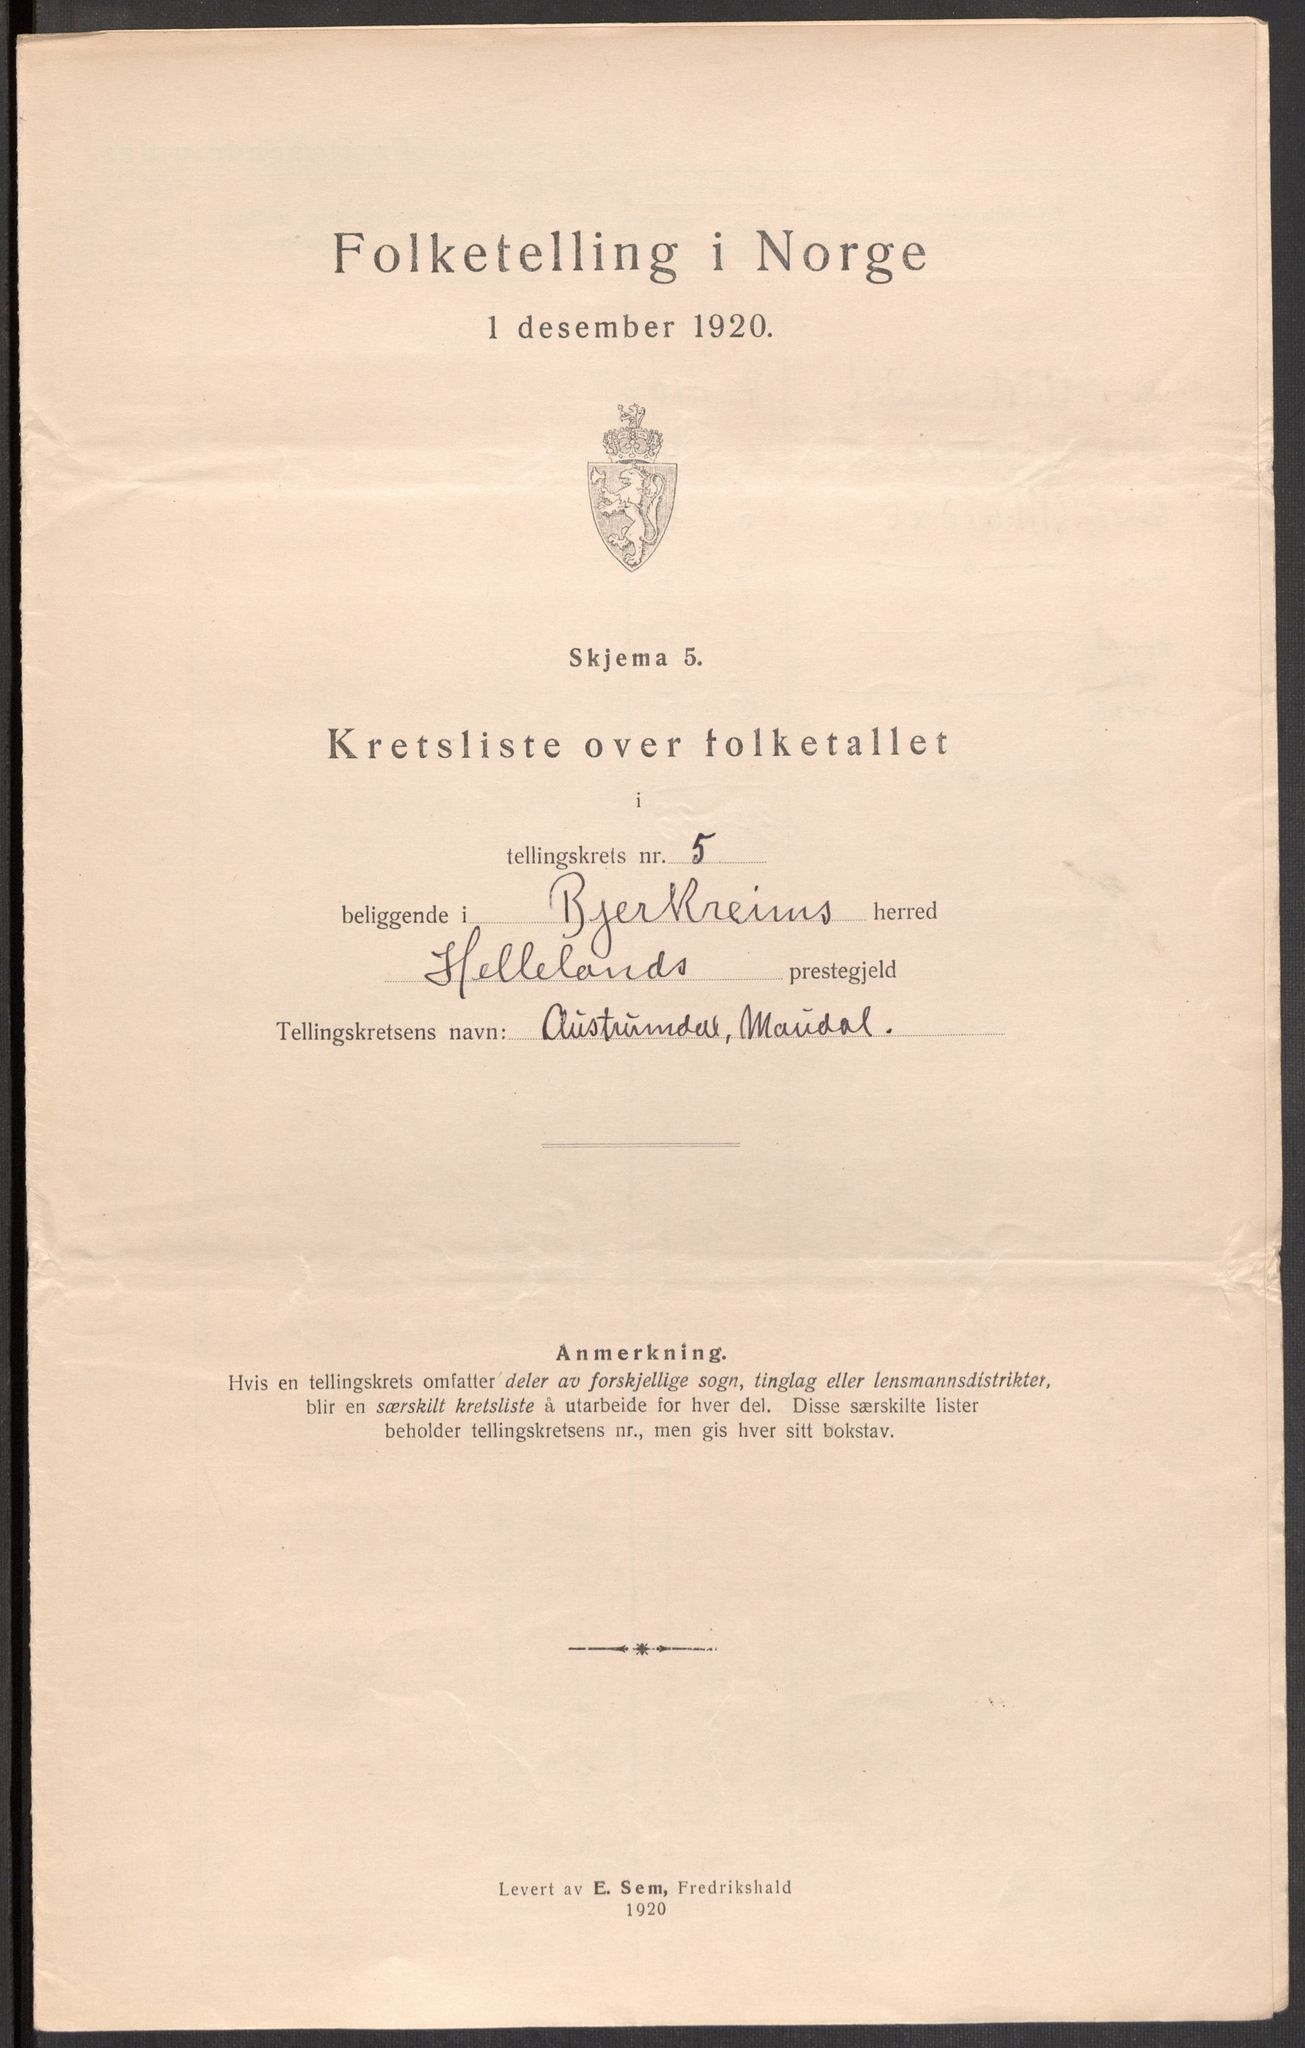 Folketelling i Norge
1 desember 1920.
Skjema 5.
Kretsliste over folketallet
i
tellingskrets nr. 5
beliggende i Bjerkreims herred
Hellelands prestegjeld
Tellingskretsens navn: Austrumdal, Maudal.
Anmerkning.
Hvis en tellingskrets omfatter deler av forskjellige sogn, tinglag eller lensmannsdistrikter,
blir en særskilt kretsliste å utarbeide for hver del. Disse særskilte lister
beholder tellingskretsens nr., men gis hver sitt bokstav.
Levert av E. Sem, Fredrikshald
1920